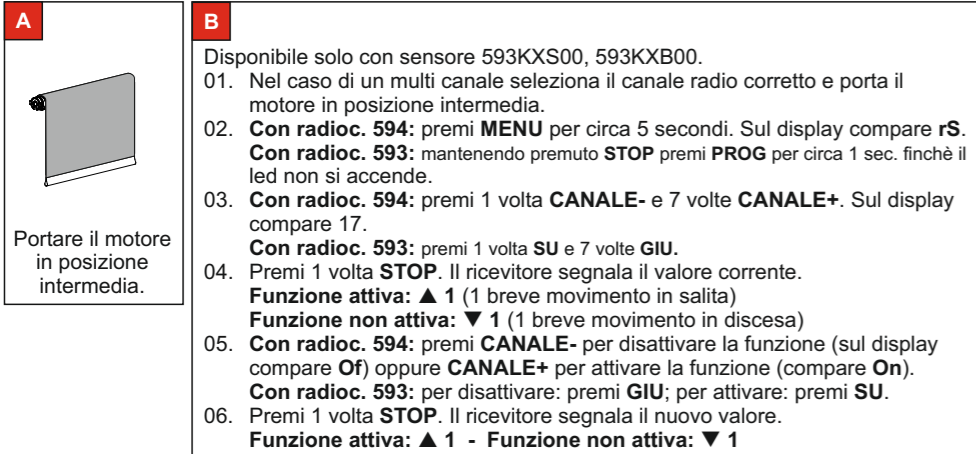 A
Portare il motore
in posizione
intermedia.
B
Disponibile solo con sensore 593KXS00, 593KXB00.
01. Nel caso di un multi canale seleziona il canale radio corretto e porta il
motore in posizione intermedia.
02. Con radioc. 594: premi MENU per circa 5 secondi. Sul display compare rS.
Con radioc. 593: mantenendo premuto STOP premi PROG per circa 1 sec. finchè il
led non si accende.
03. Con radioc. 594: premi 1 volta CANALE- e 7 volte CANALE+. Sul display
compare 17.
Con radioc. 593: premi 1 volta SU e 7 volte GIU.
04. Premi 1 volta STOP. Il ricevitore segnala il valore corrente.
Funzione attiva: ▲ 1 (1 breve movimento in salita)
Funzione non attiva: ▼ 1 (1 breve movimento in discesa)
05. Con radioc. 594: premi CANALE- per disattivare la funzione (sul display
compare Of) oppure CANALE+ per attivare la funzione (compare On).
Con radioc. 593: per disattivare: premi GIU; per attivare: premi SU.
06. Premi 1 volta STOP. Il ricevitore segnala il nuovo valore.
Funzione attiva: ▲ 1 - Funzione non attiva: ▼ 1